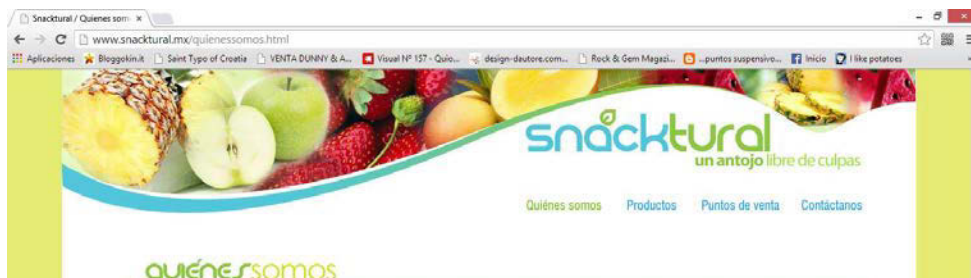 Snacktural / Quienes som
www.snacktural.mx/quienessomos.html
Aplicaciones Bloggokin.it Saint Typo of Croatia VENTA DUNNY & A... Visual Nº 157 - Quio... design-dautore.com... Rock & Gem Magazi... ...puntos suspensivo... Inicio I like potatoes
snacktural
un antojo libre de culpas
Quiénes somos Productos Puntos de venta Contáctanos
quiénes somos